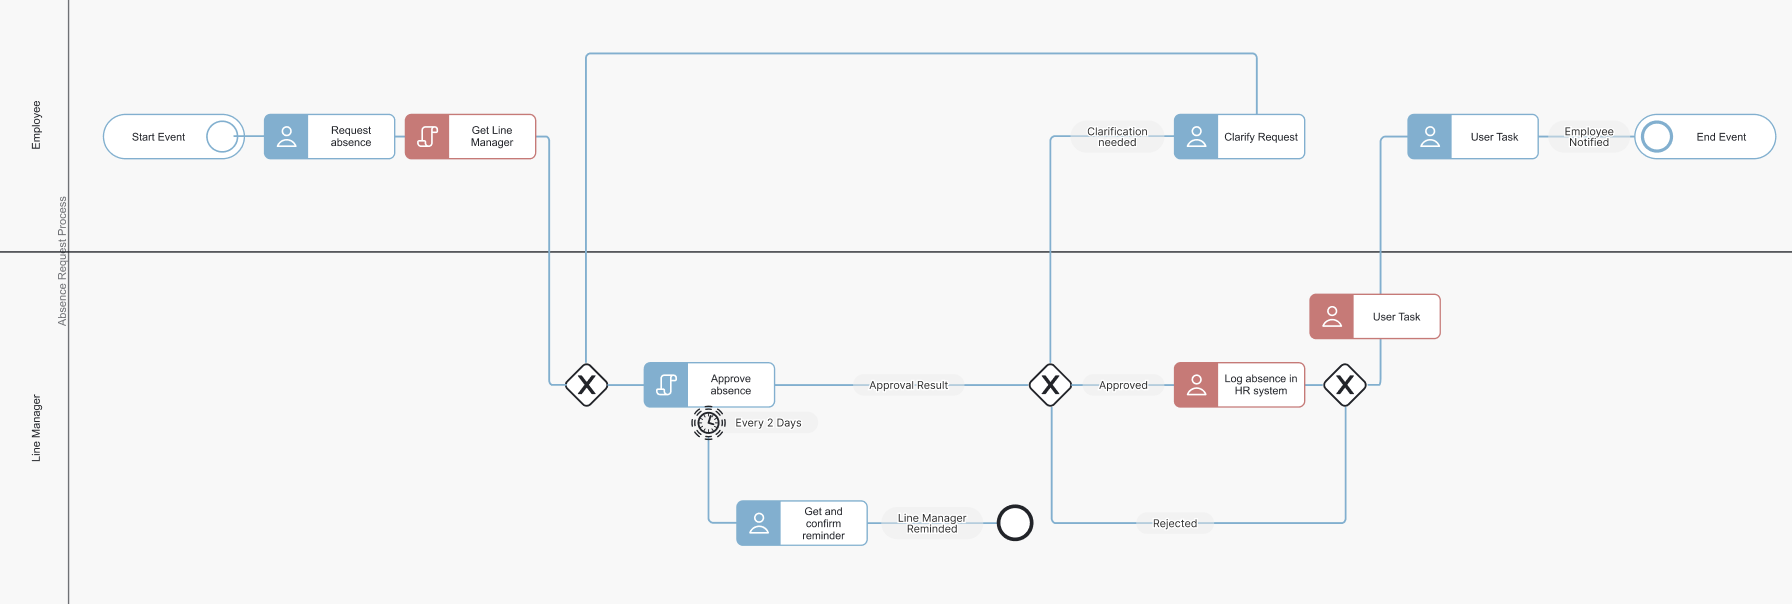 Absence Request Process
Employee
Start Event
Request
absence
Get Line
Manager
Clarification
needed
Clarify Request
User Task
Employee
Notified
End Event
Line Manager
User Task
X
Approve
absence
Approval Result
X
Approved
Log absence in
HR system
X
Every 2 Days
Get and
confirm
reminder
Line Manager
Reminded
Rejected